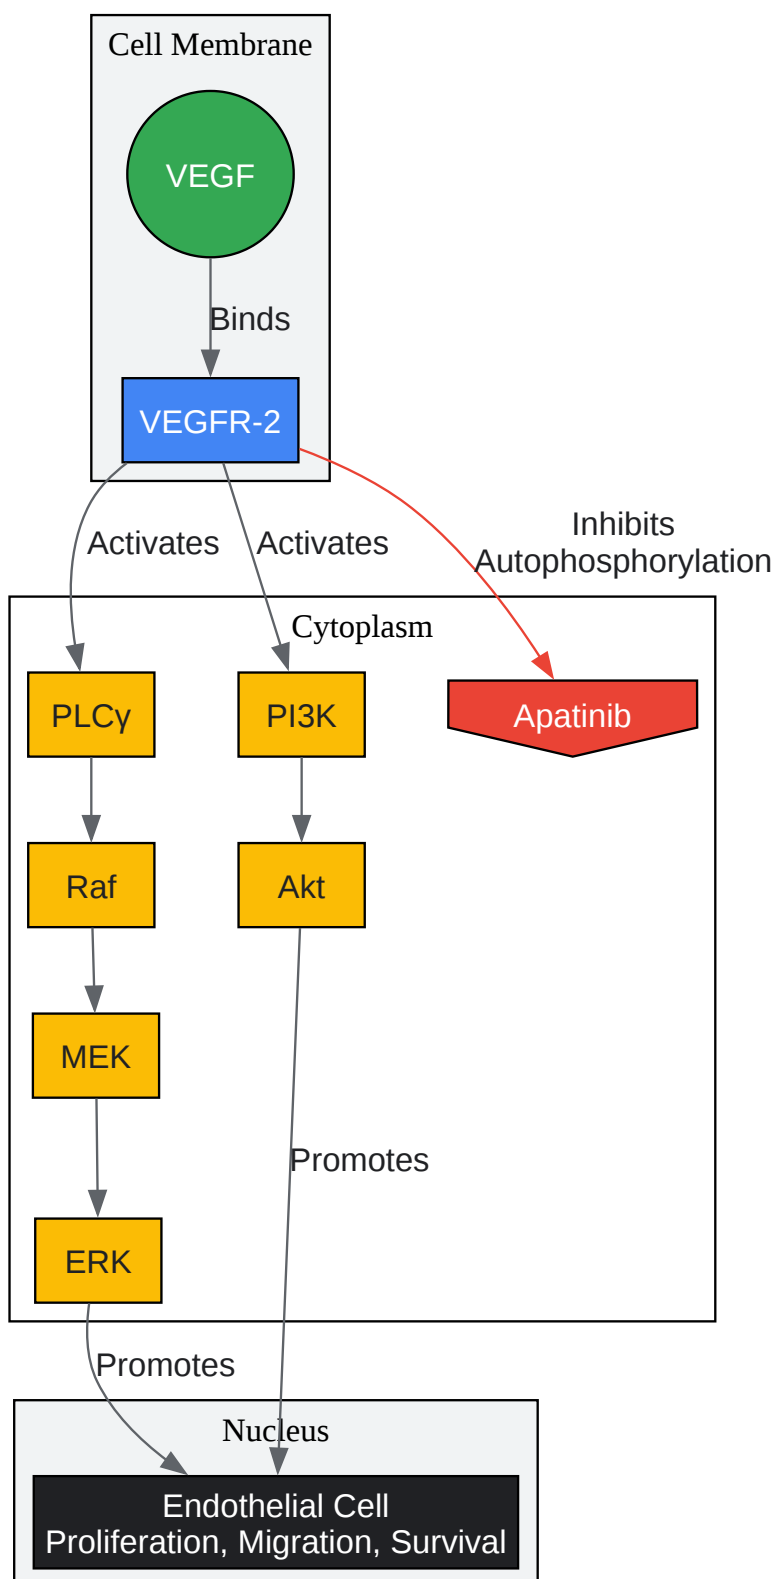 Cell Membrane
VEGF
Binds
VEGFR-2
Activates
Activates
Inhibits
Autophosphorylation
Cytoplasm
PLCγ
PI3K
Apatinib
Raf
Akt
MEK
Promotes
ERK
Promotes
Nucleus
Endothelial Cell
Proliferation, Migration, Survival